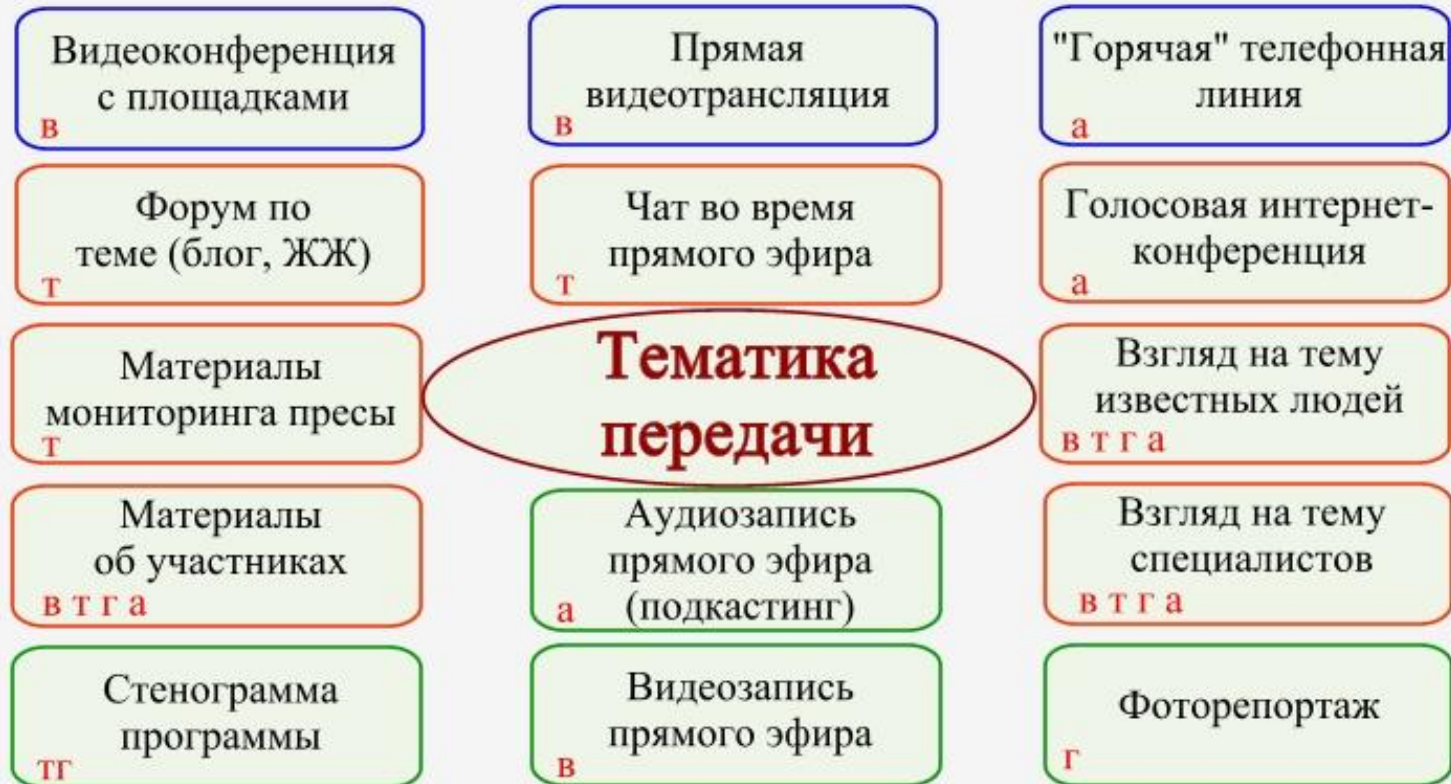 Видеоконференция
с площадками
в
Прямая
видеотрансляция
в
"Горячая" телефонная
линия
а
Форум по
теме (блог, ЖЖ)
т
Чат во время
прямого эфира
т
Голосовая интернет-
конференция
а
Материалы
мониторинга пресы
т
Тематика
передачи
Взгляд на тему
известных людей
в т г а
Материалы
об участниках
в т г а
Аудиозапись
прямого эфира
(подкастинг)
а
Взгляд на тему
специалистов
в т г а
Стенограмма
программы
тг
Видеозапись
прямого эфира
в
Фоторепортаж
г